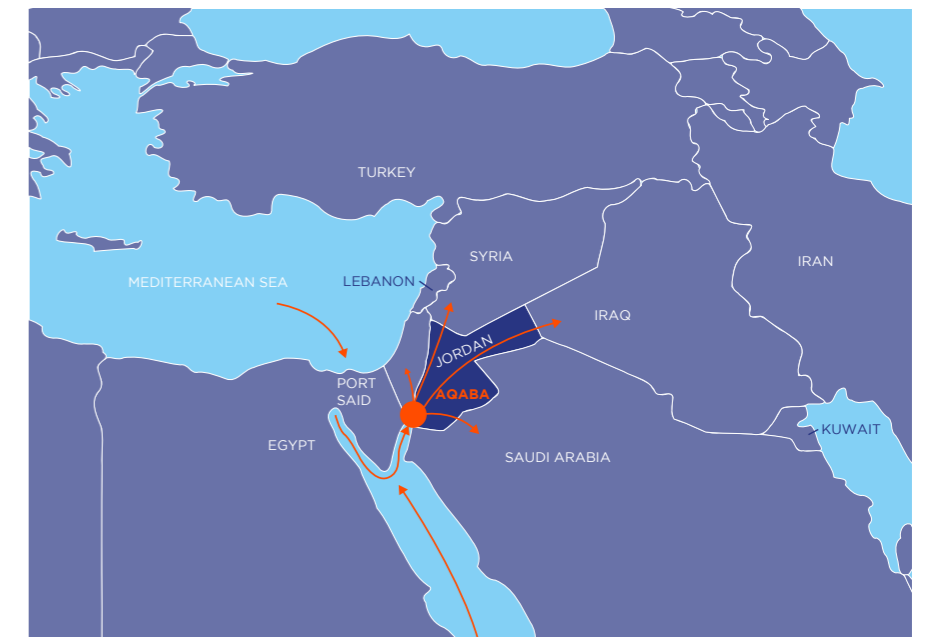 TURKEY
SYRIA
IRAN
MEDITERRANEAN SEA
LEBANON
IRAQ
JORDAN
PORT
SAID
AQABA
KUWAIT
EGYPT
SAUDI ARABIA